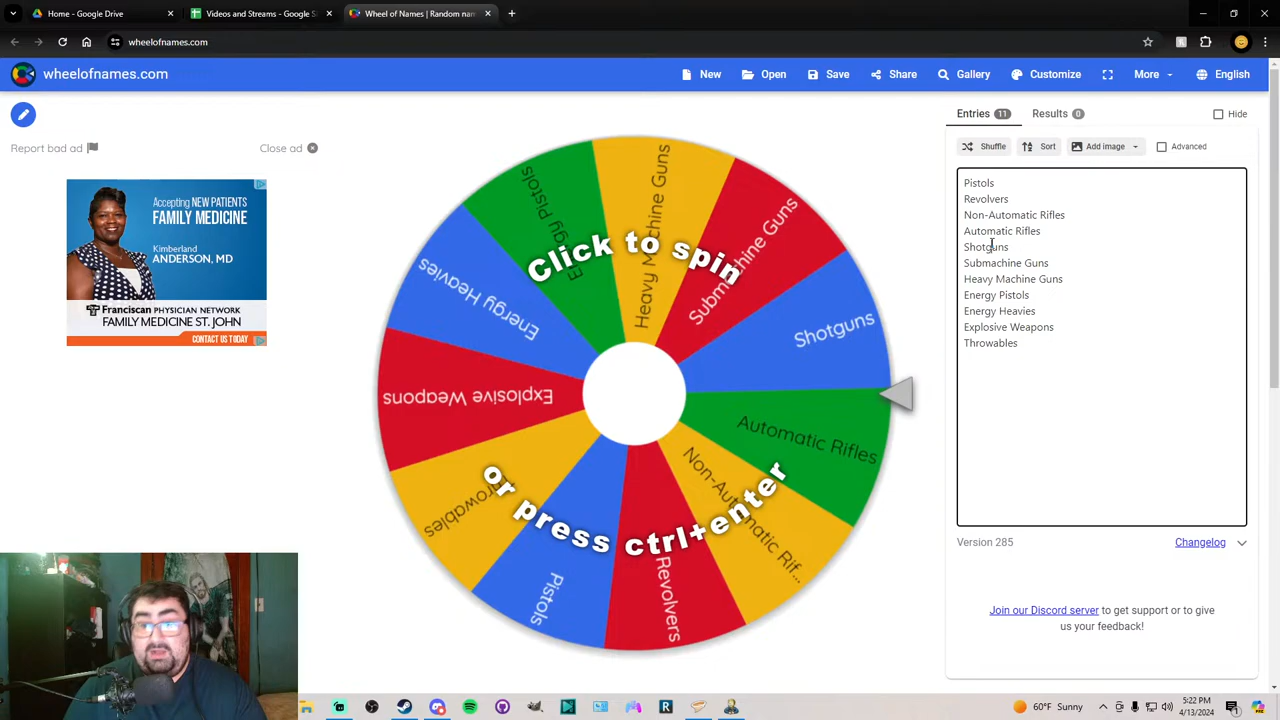 Home - Google Drive
Videos and Streams - Google S
Wheel of Names | Random na
wheelofnames.com
wheelofnames.com
New
Open
Save
Share
Gallery
Customize
More
English
Report bad ad
Close ad
Accepting NEW PATIENTS
FAMILY MEDICINE
Kimberland
ANDERSON, MD
Franciscan PHYSICIAN NETWORK
FAMILY MEDICINE ST. JOHN
CONTACT US TODAY
Click to spin
or press ctrl+enter
Heavy Machine Guns
Submachine Guns
Shotguns
Automatic Rifles
Non-Automatic Rif...
Revolvers
Pistols
Throwables
Explosive Weapons
Energy Heavies
Energy Pistols
Entries 11
Results 0
Hide
Shuffle
Sort
Add image
Advanced
Pistols
Revolvers
Non-Automatic Rifles
Automatic Rifles
Shotguns
Submachine Guns
Heavy Machine Guns
Energy Pistols
Energy Heavies
Explosive Weapons
Throwables
Version 285
Changelog
Join our Discord server to get support or to give
us your feedback!
60°F Sunny
5:22 PM
4/13/2024